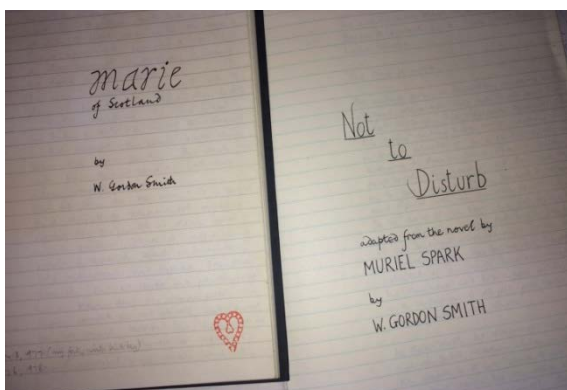 marie
of Scotland
by
W. Gordon Smith
Not
to
Disturb
adapted from the novel by
MURIEL SPARK
by
W. GORDON SMITH